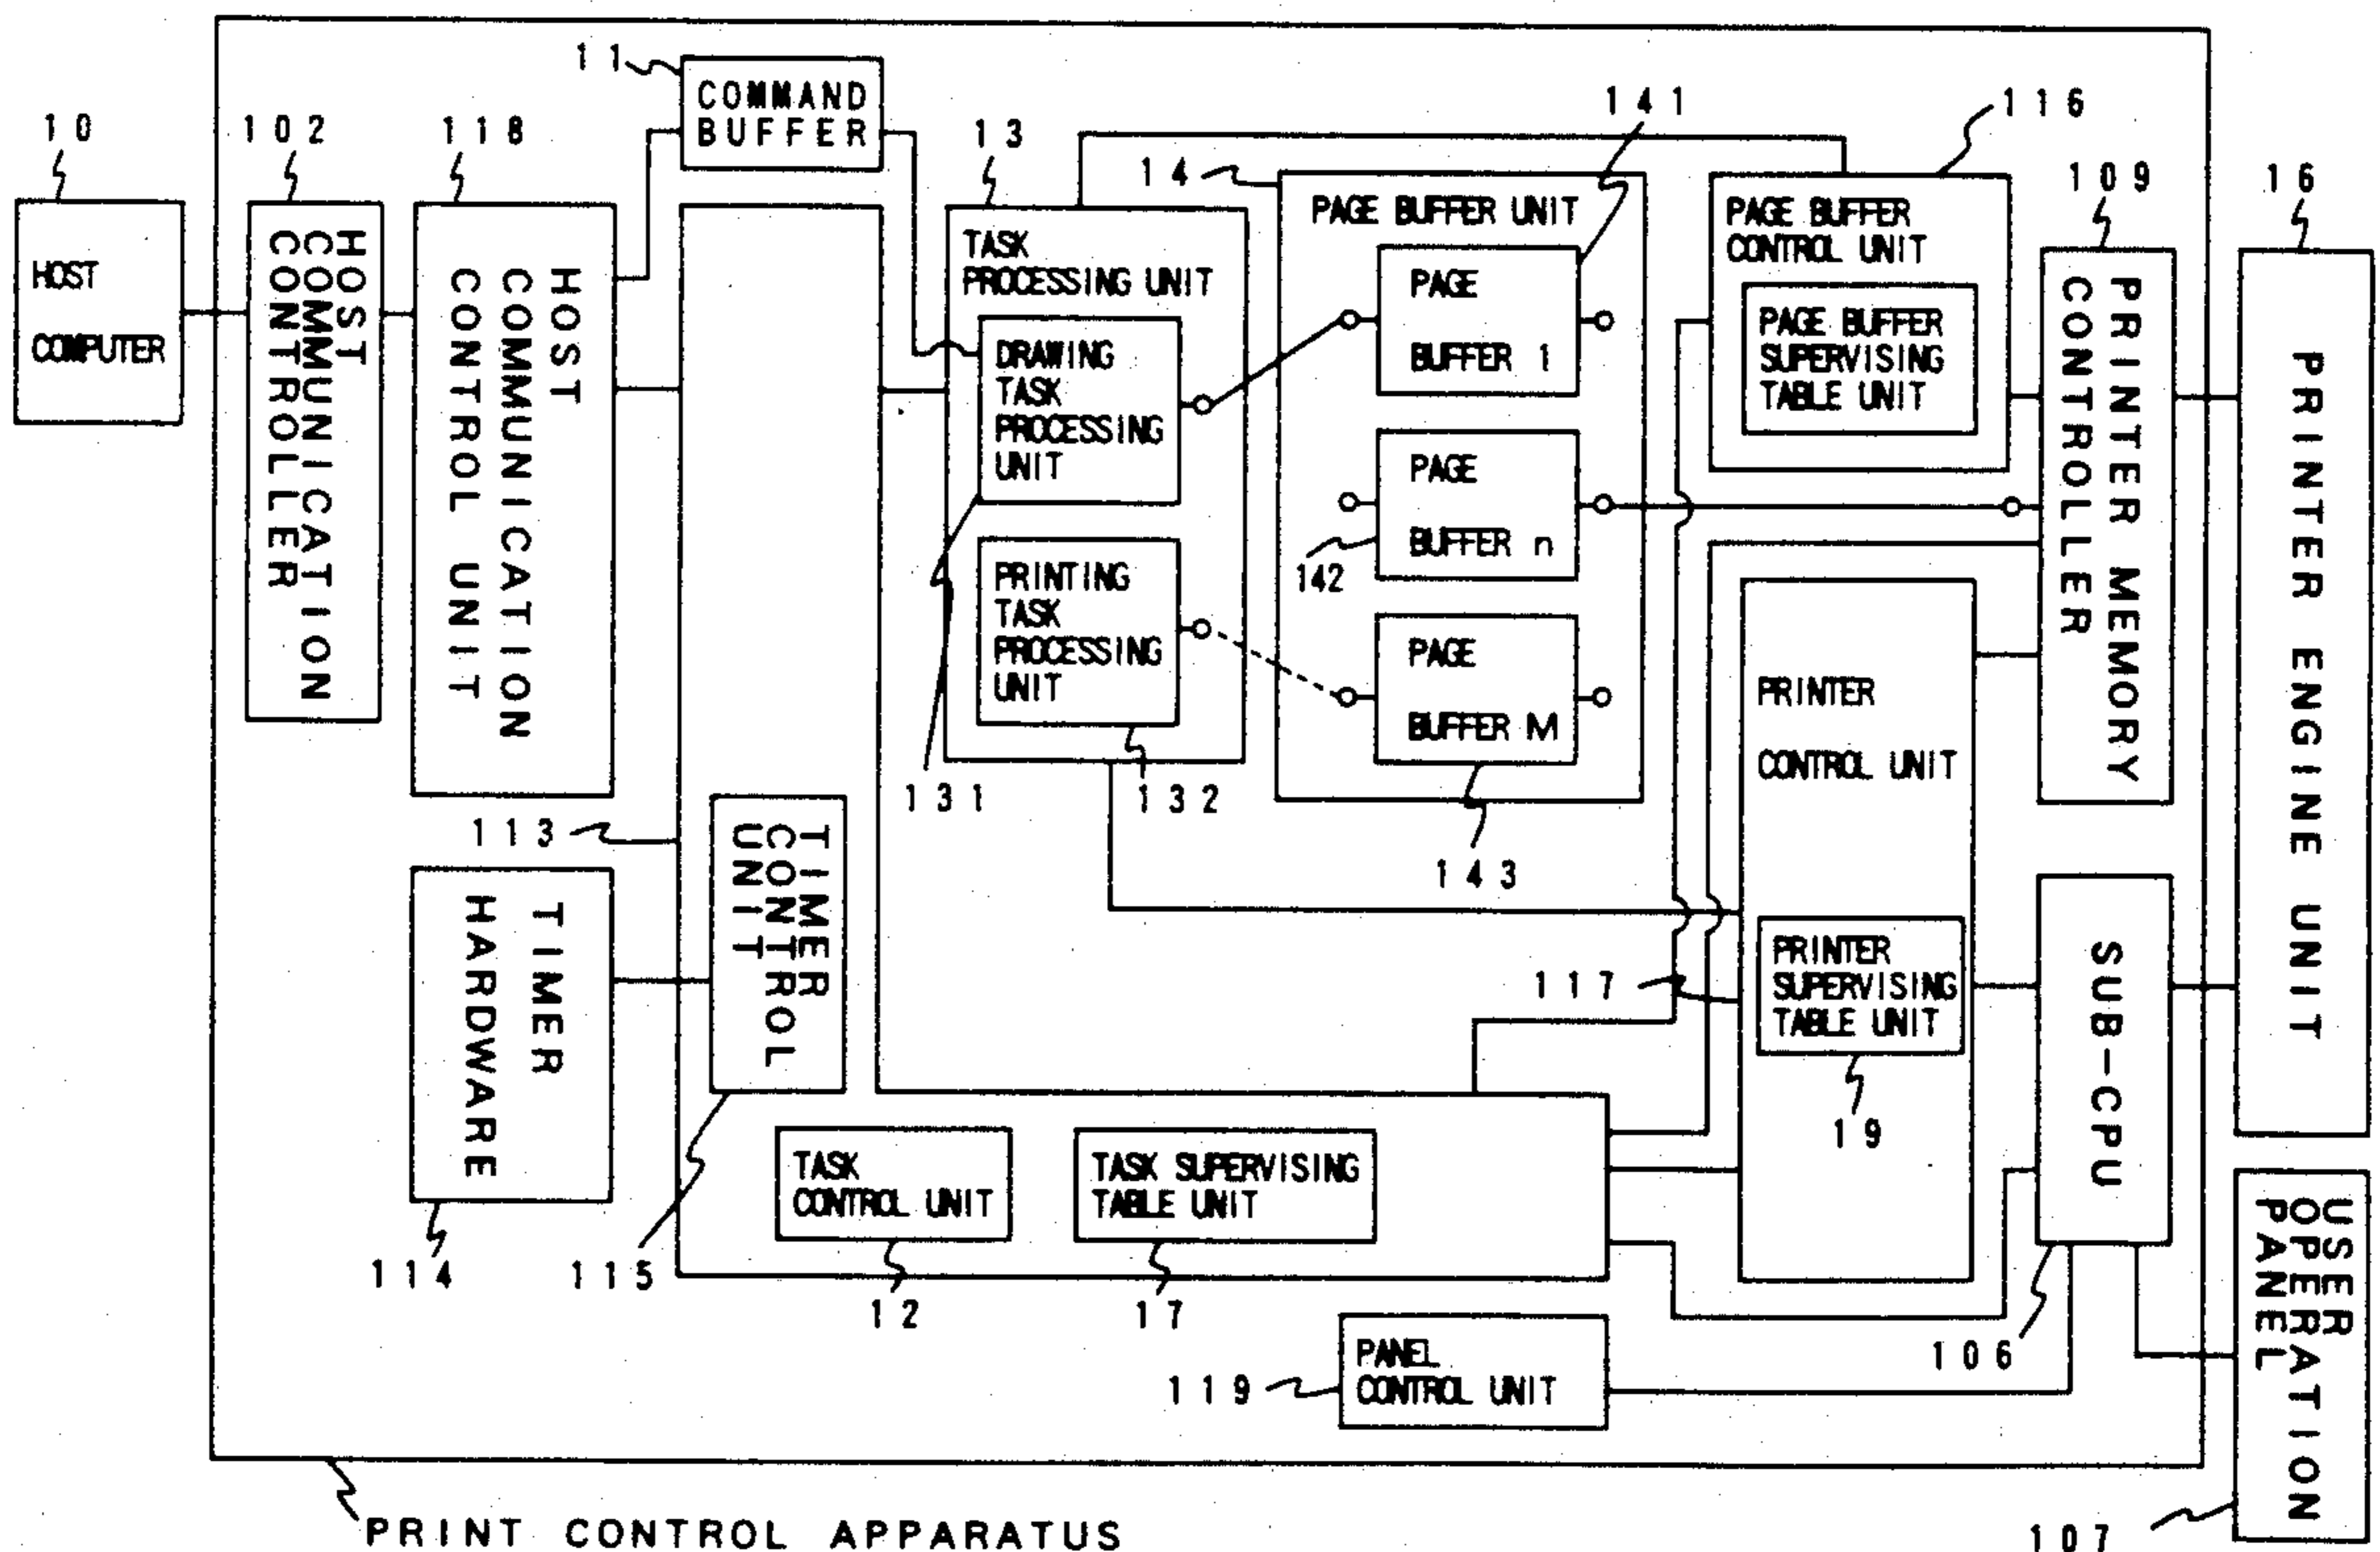 11
COMMAND
BUFFER
10
HOST
COMPUTER
102
HOST
COMMUNICATION
CONTROLLER
118
HOST
COMMUNICATION
CONTROL UNIT
13
TASK
PROCESSING UNIT
DRAWING
TASK
PROCESSING
UNIT
131
PRINTING
TASK
PROCESSING
UNIT
132
14
PAGE BUFFER UNIT
141
PAGE
BUFFER 1
PAGE
BUFFER n
142
PAGE
BUFFER M
143
116
PAGE BUFFER
CONTROL UNIT
PAGE BUFFER
SUPERVISING
TABLE UNIT
109
PRINTER MEMORY
CONTROLLER
16
PRINTER ENGINE UNIT
113
TIMER
CONTROL
UNIT
115
TIMER
HARDWARE
114
TASK
CONTROL UNIT
12
TASK SUPERVISING
TABLE UNIT
17
PRINTER
CONTROL UNIT
117
PRINTER
SUPERVISING
TABLE UNIT
19
SUB-CPU
106
PANEL
CONTROL UNIT
119
USER
OPERATION
PANEL
107
PRINT CONTROL APPARATUS